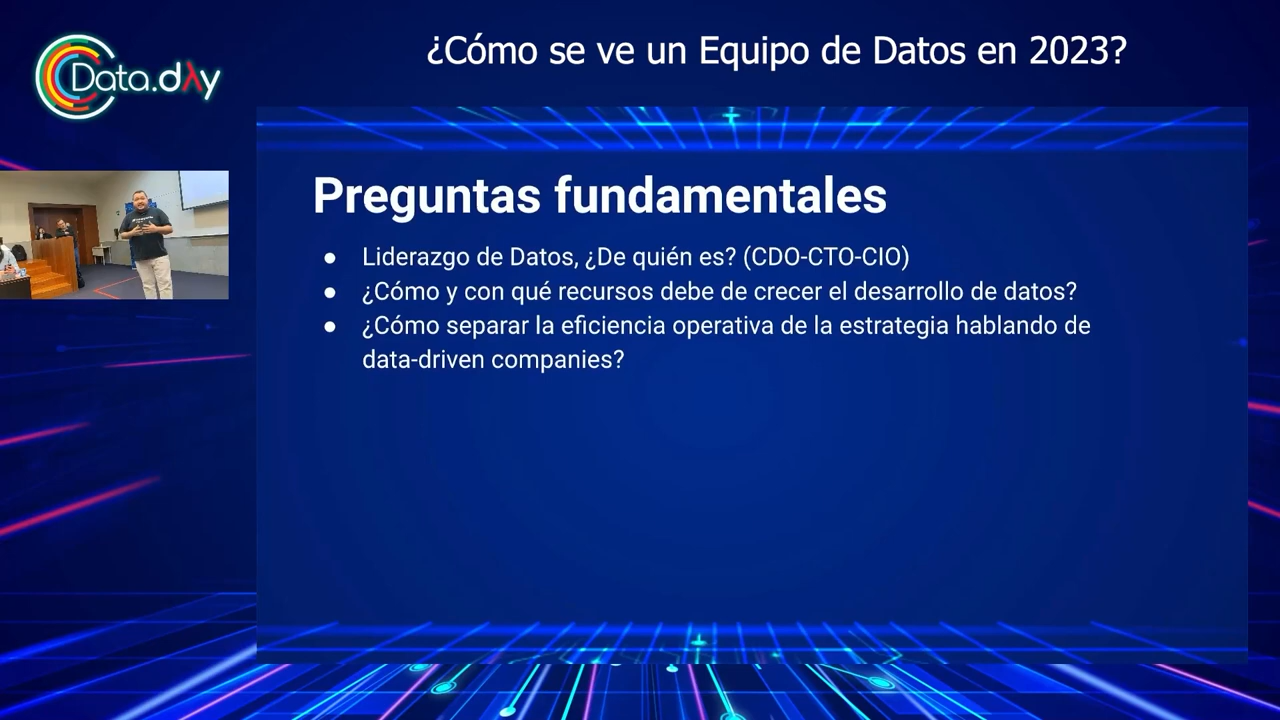 ¿Cómo se ve un Equipo de Datos en 2023?
Data.dλy
Preguntas fundamentales
● Liderazgo de Datos, ¿De quién es? (CDO-CTO-CIO)
● ¿Cómo y con qué recursos debe de crecer el desarrollo de datos?
● ¿Cómo separar la eficiencia operativa de la estrategia hablando de
data-driven companies?